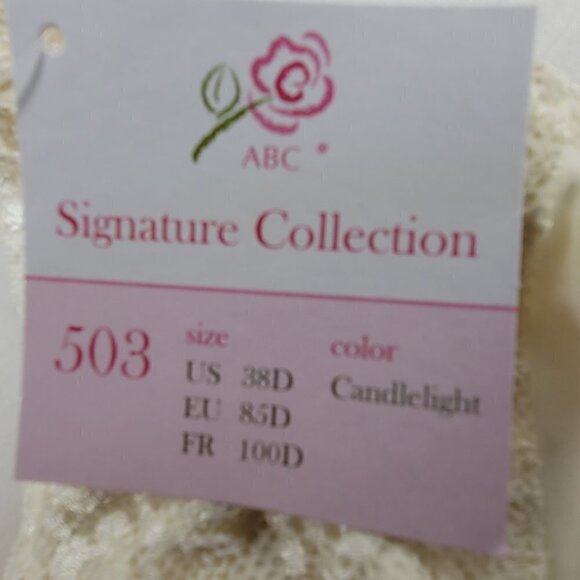 ABC ®
Signature Collection
503
size
US 38D
EU 85D
FR 100D
color
Candlelight